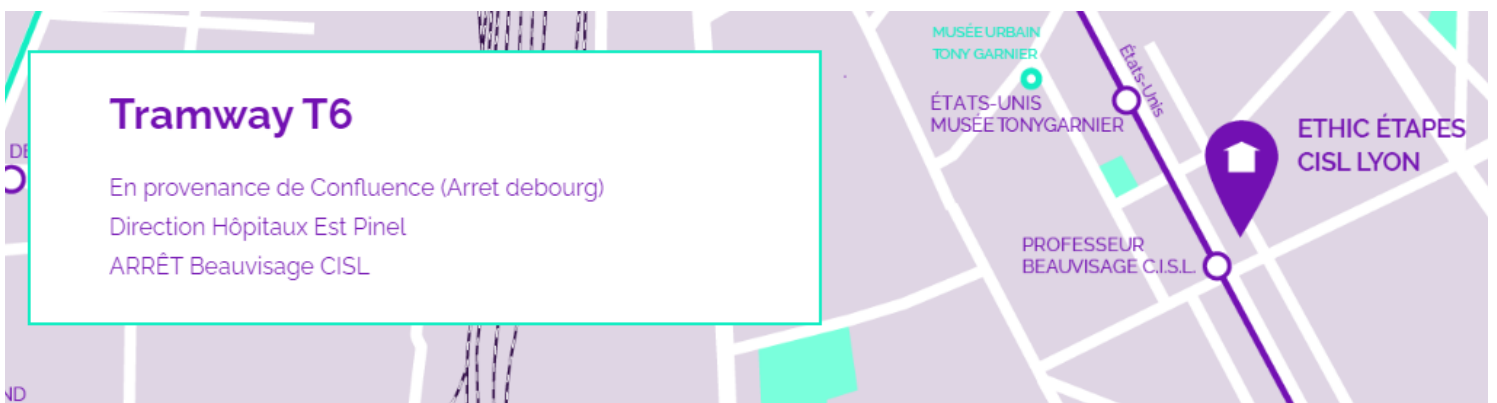 Tramway T6
En provenance de Confluence (Arret debourg)
Direction Hôpitaux Est Pinel
ARRÊT Beauvisage CISL
MUSÉE URBAIN
TONY GARNIER
États-Unis
ÉTATS-UNIS
MUSÉE TONYGARNIER
ETHIC ÉTAPES
CISL LYON
PROFESSEUR
BEAUVISAGE C.I.S.L.